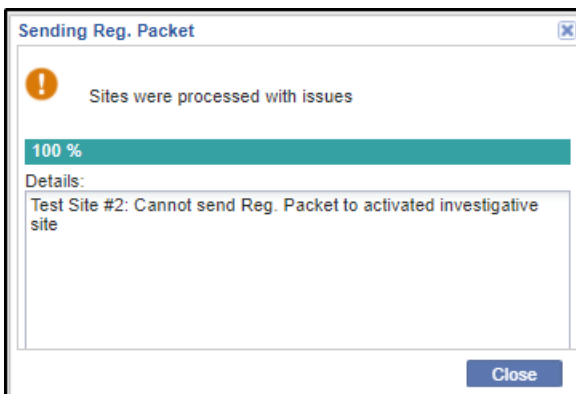 Sending Reg. Packet
Sites were processed with issues
100 %
Details:
Test Site #2: Cannot send Reg. Packet to activated investigative
site
Close